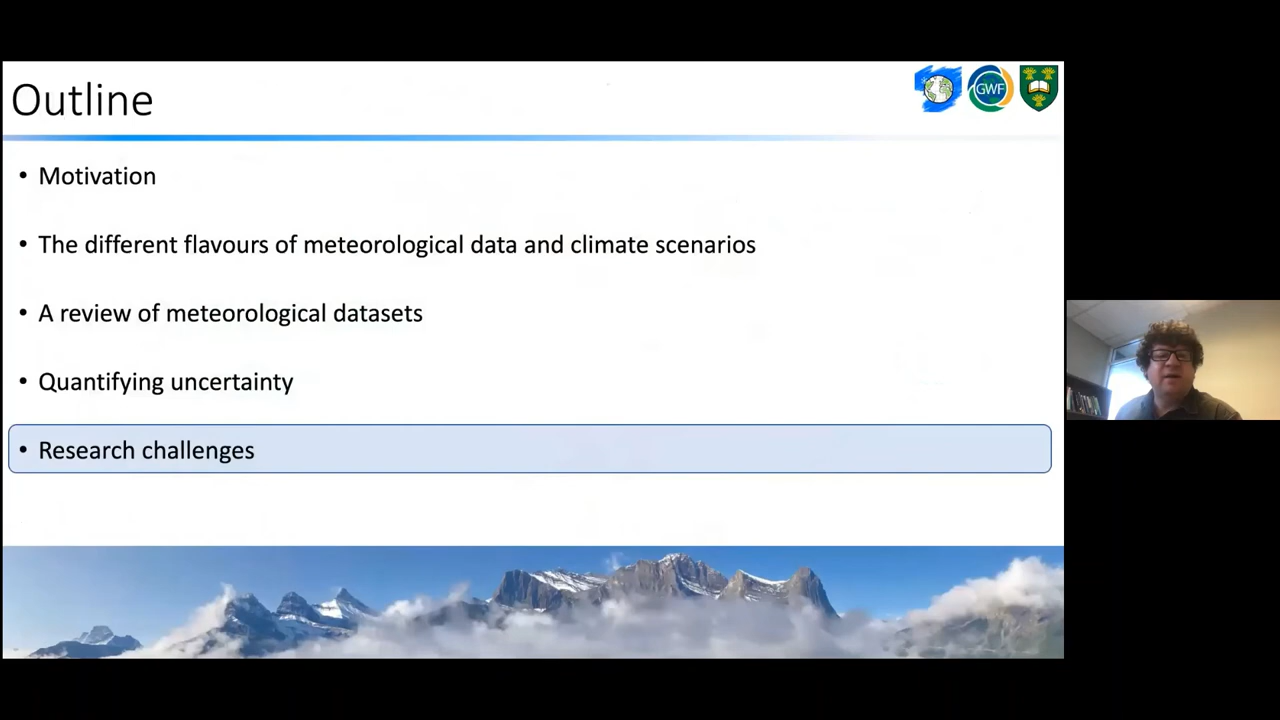 Outline
GWF
• Motivation
• The different flavours of meteorological data and climate scenarios
• A review of meteorological datasets
• Quantifying uncertainty
• Research challenges